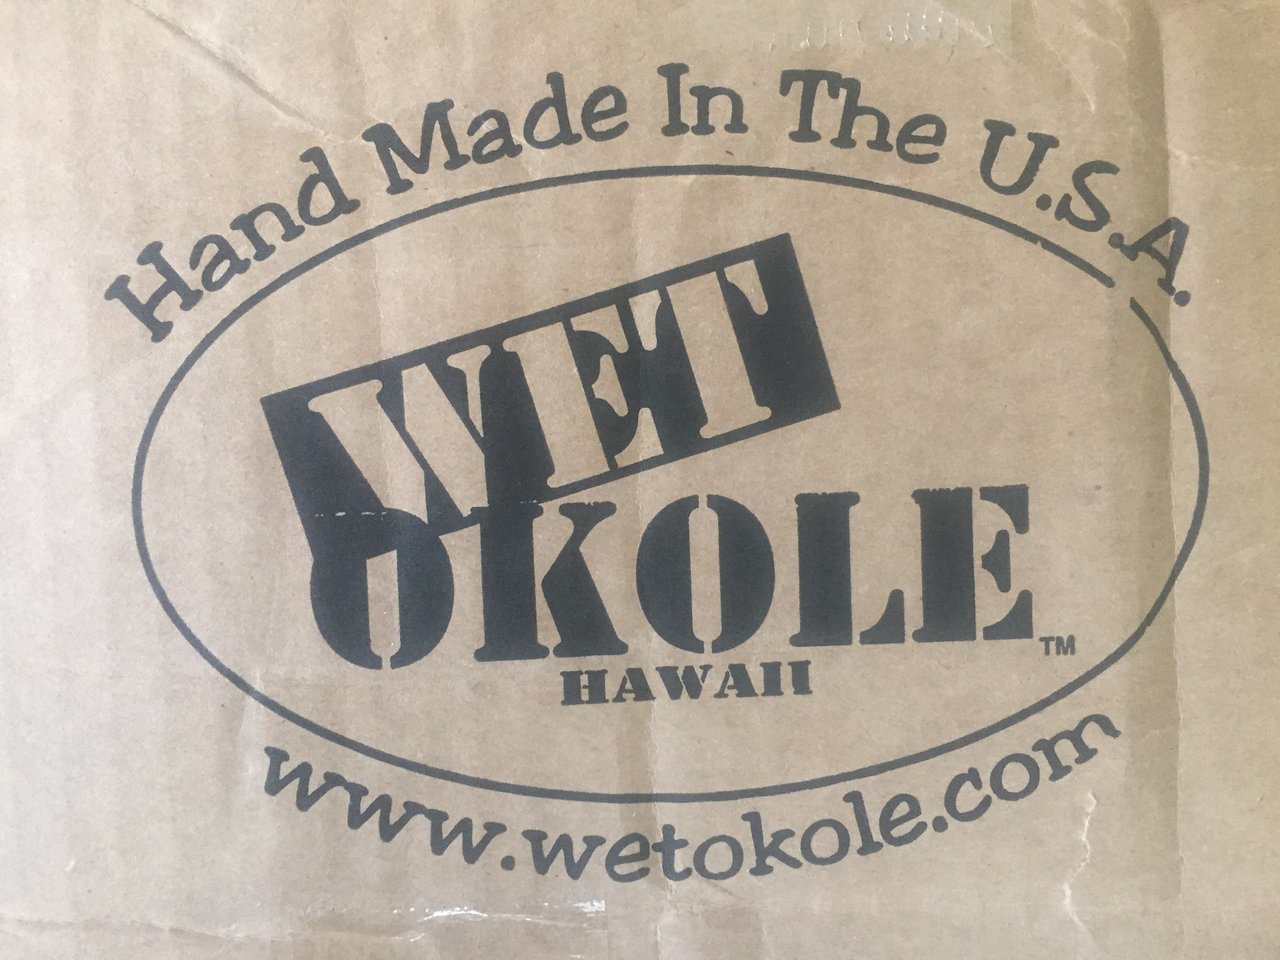 Hand Made In The U.S.A.
WET
OKOLE TM
HAWAII
www.wetokole.com